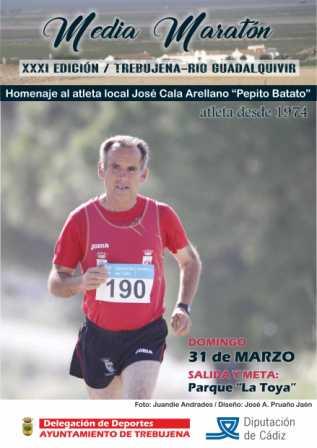 Media Maratón
XXXI EDICIÓN / TREBUJENA-RIO GUADALQUIVIR
Homenaje al atleta local José Cala Arellano “Pepito Batato”
atleta desde 1974
JOMA
190
DOMINGO
31 de MARZO
SALIDA Y META:
Parque “La Toya”
Foto: Juandie Andrades / Diseño: José A. Pruaño Jaén
Delegación de Deportes
AYUNTAMIENTO DE TREBUJENA
Diputación
de Cádiz